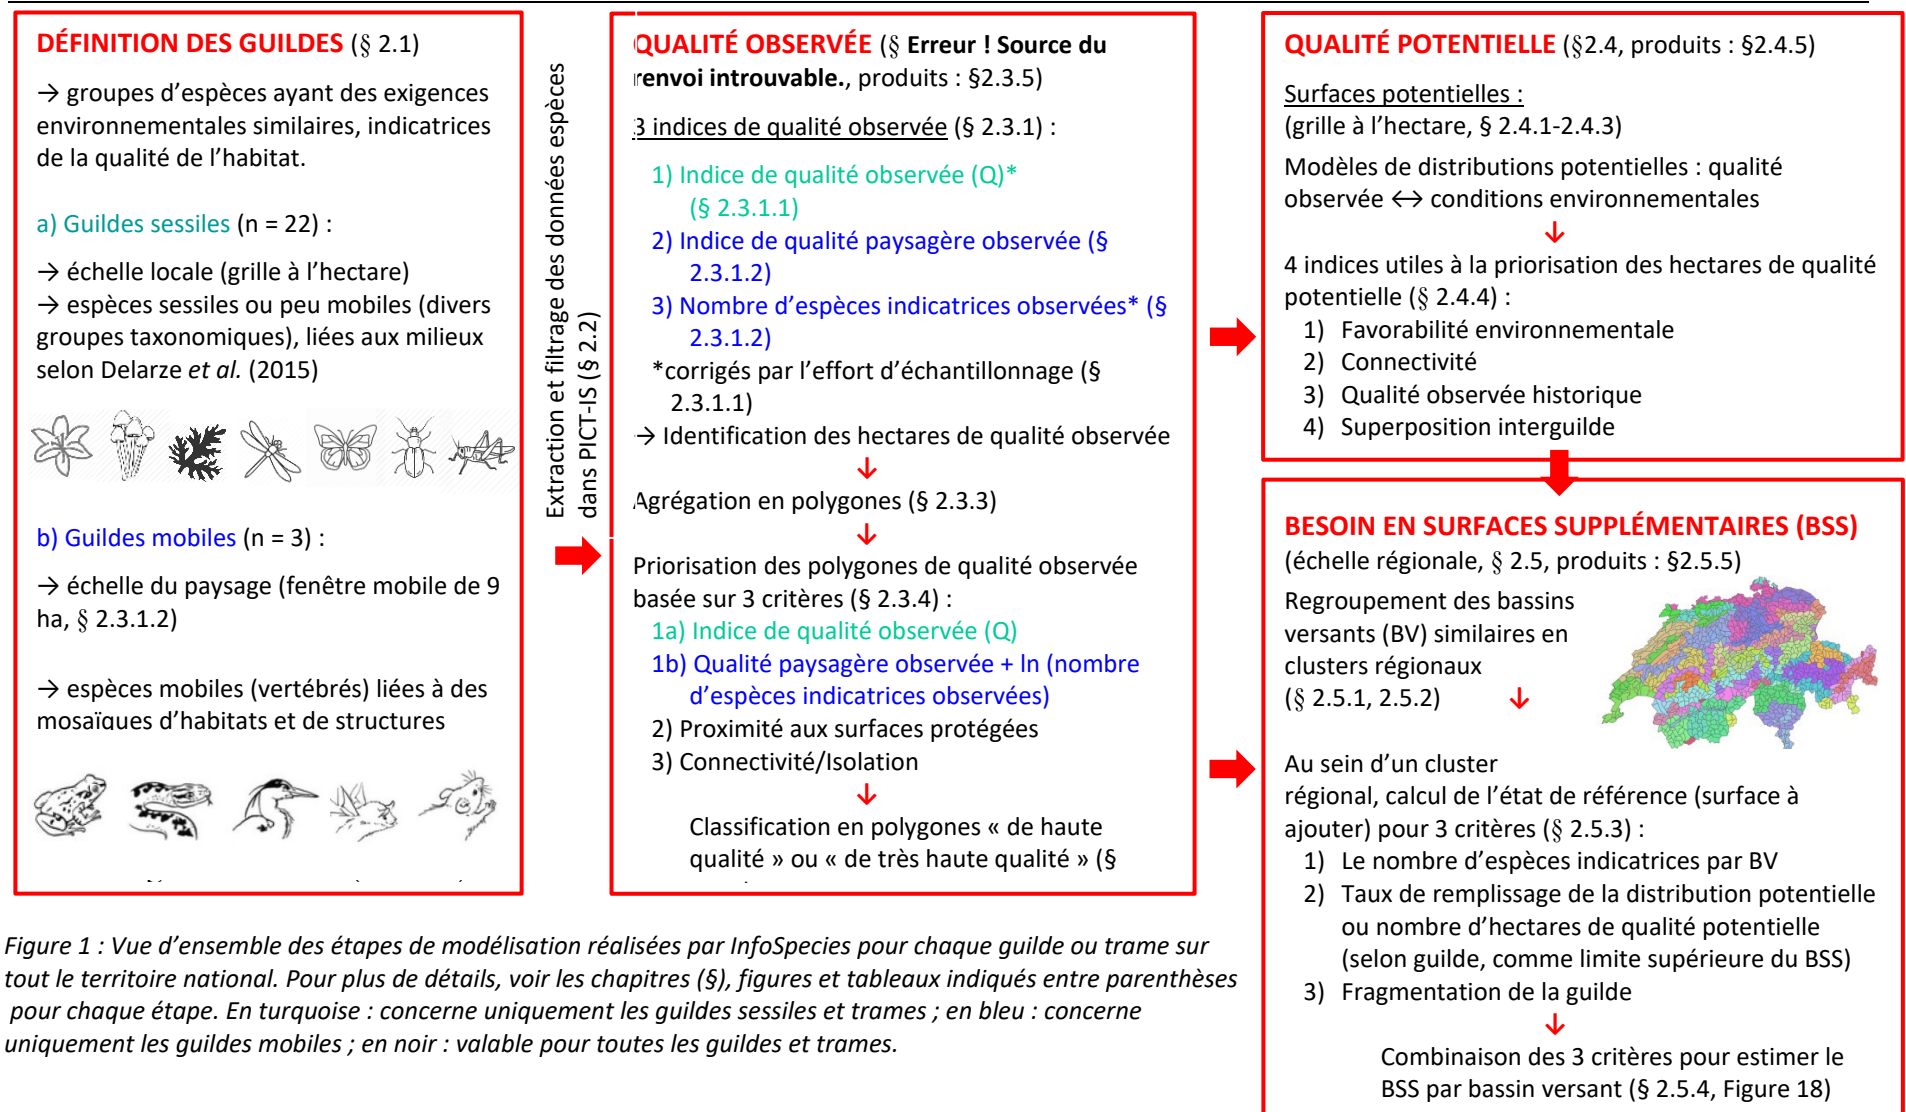 DÉFINITION DES GUILDES (§ 2.1)
→ groupes d'espèces ayant des exigences
environnementales similaires, indicatrices
de la qualité de l'habitat.
a) Guildes sessiles (n = 22) :
→ échelle locale (grille à l'hectare)
→ espèces sessiles ou peu mobiles (divers
groupes taxonomiques), liées aux milieux
selon Delarze et al. (2015)
b) Guildes mobiles (n = 3) :
→ échelle du paysage (fenêtre mobile de 9
ha, § 2.3.1.2)
→ espèces mobiles (vertébrés) liées à des
mosaïques d'habitats et de structures
Extraction et filtrage des données espèces
dans PICT-IS (§ 2.2)
QUALITÉ OBSERVÉE (§ Erreur ! Source du
renvoi introuvable., produits : §2.3.5)
3 indices de qualité observée (§ 2.3.1) :
1) Indice de qualité observée (Q)*
(§ 2.3.1.1)
2) Indice de qualité paysagère observée (§
2.3.1.2)
3) Nombre d'espèces indicatrices observées* (§
2.3.1.2)
*corrigés par l'effort d'échantillonnage (§
2.3.1.1)
→ Identification des hectares de qualité observée
↓
Agrégation en polygones (§ 2.3.3)
↓
Priorisation des polygones de qualité observée
basée sur 3 critères (§ 2.3.4) :
1a) Indice de qualité observée (Q)
1b) Qualité paysagère observée + ln (nombre
d'espèces indicatrices observées)
2) Proximité aux surfaces protégées
3) Connectivité/Isolation
↓
Classification en polygones « de haute
qualité » ou « de très haute qualité » (§
QUALITÉ POTENTIELLE (§2.4, produits : §2.4.5)
Surfaces potentielles :
(grille à l'hectare, § 2.4.1-2.4.3)
Modèles de distributions potentielles : qualité
observée ↔ conditions environnementales
↓
4 indices utiles à la priorisation des hectares de qualité
potentielle (§ 2.4.4) :
1) Favorabilité environnementale
2) Connectivité
3) Qualité observée historique
4) Superposition interguilde
BESOIN EN SURFACES SUPPLÉMENTAIRES (BSS)
(échelle régionale, § 2.5, produits : §2.5.5)
Regroupement des bassins
versants (BV) similaires en
clusters régionaux
(§ 2.5.1, 2.5.2) ↓
Au sein d'un cluster
régional, calcul de l'état de référence (surface à
ajouter) pour 3 critères (§ 2.5.3) :
1) Le nombre d'espèces indicatrices par BV
2) Taux de remplissage de la distribution potentielle
ou nombre d'hectares de qualité potentielle
(selon guilde, comme limite supérieure du BSS)
3) Fragmentation de la guilde
↓
Combinaison des 3 critères pour estimer le
BSS par bassin versant (§ 2.5.4, Figure 18)
Figure 1 : Vue d'ensemble des étapes de modélisation réalisées par InfoSpecies pour chaque guilde ou trame sur
tout le territoire national. Pour plus de détails, voir les chapitres (§), figures et tableaux indiqués entre parenthèses
pour chaque étape. En turquoise : concerne uniquement les guildes sessiles et trames ; en bleu : concerne
uniquement les guildes mobiles ; en noir : valable pour toutes les guildes et trames.